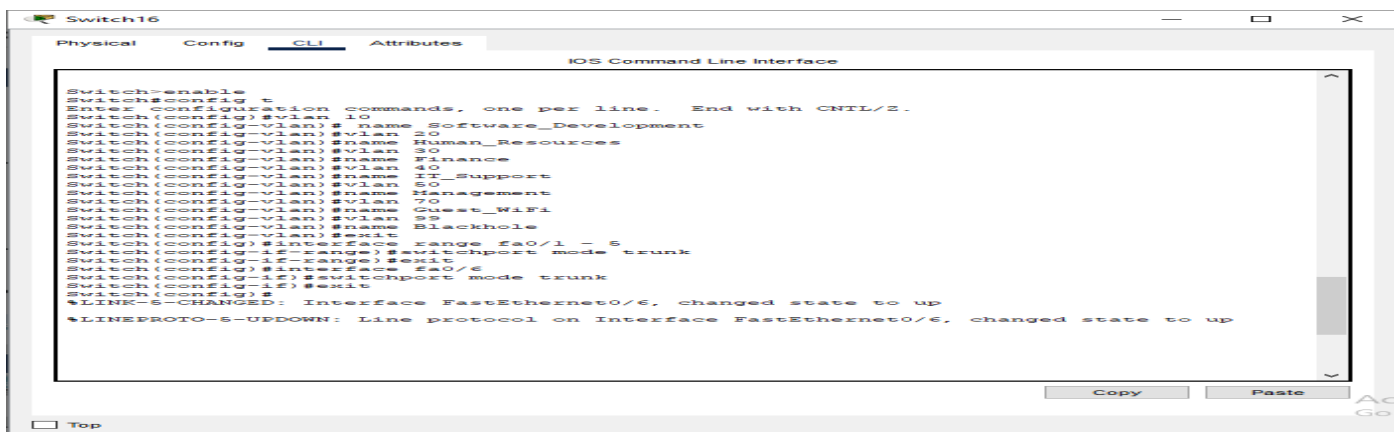 Switch16
Physical Config CLI Attributes
IOS Command Line Interface
Switch>enable
Switch#config t
Enter configuration commands, one per line. End with CNTL/Z.
Switch(config)#vlan 10
Switch(config-vlan)# name Software_Development
Switch(config-vlan)#vlan 20
Switch(config-vlan)#name Human_Resources
Switch(config-vlan)#vlan 30
Switch(config-vlan)#name Finance
Switch(config-vlan)#vlan 40
Switch(config-vlan)#name IT_Support
Switch(config-vlan)#vlan 50
Switch(config-vlan)#name Management
Switch(config-vlan)#vlan 70
Switch(config-vlan)#name Guest_WiFi
Switch(config-vlan)#vlan 99
Switch(config-vlan)#name Blackhole
Switch(config-vlan)#exit
Switch(config)#interface range fa0/1 - 5
Switch(config-if-range)#switchport mode trunk
Switch(config-if-range)#exit
Switch(config)#interface fa0/6
Switch(config-if)#switchport mode trunk
Switch(config-if)#exit
Switch(config)#
%LINK-5-CHANGED: Interface FastEthernet0/6, changed state to up
%LINEPROTO-5-UPDOWN: Line protocol on Interface FastEthernet0/6, changed state to up
Copy Paste
Top